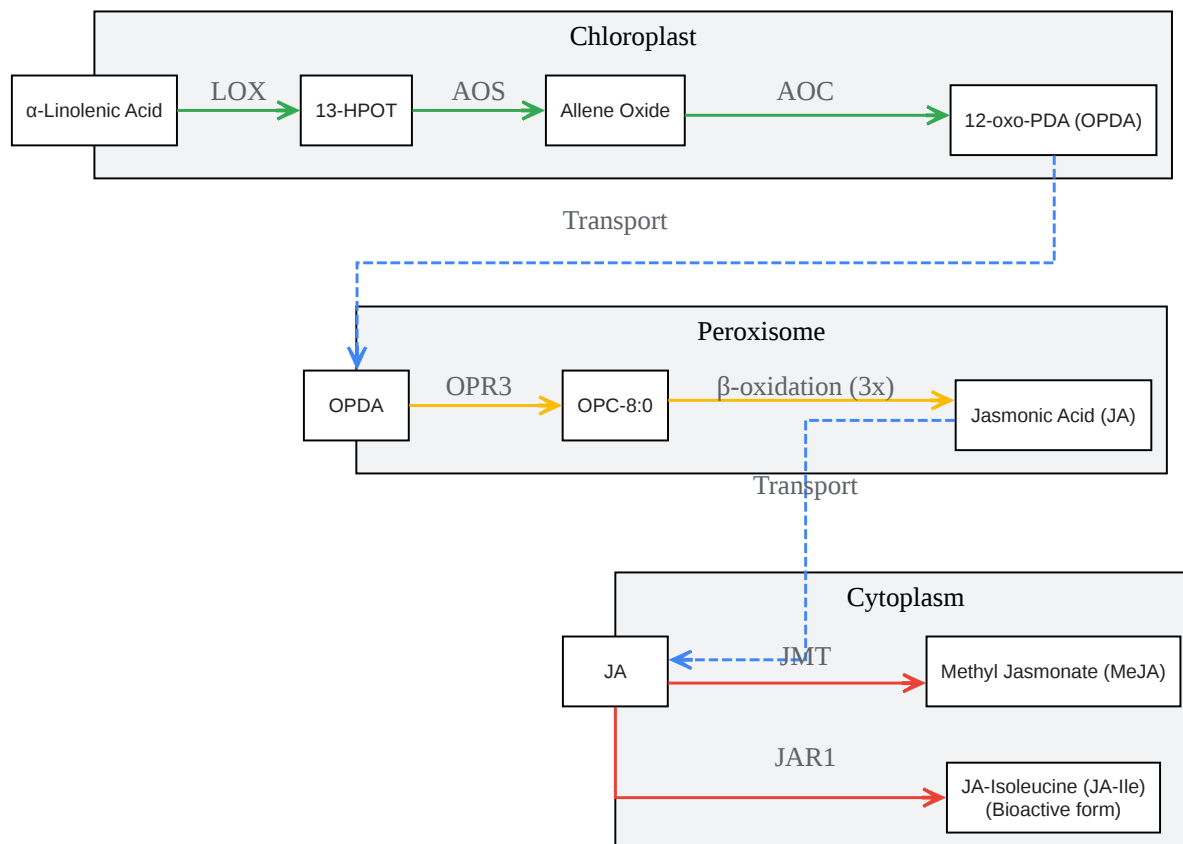 Chloroplast
LOX
AOS
AOC
α-Linolenic Acid
13-HPOT
Allene Oxide
12-oxo-PDA (OPDA)
Transport
Peroxisome
OPR3
β-oxidation (3x)
OPDA
OPC-8:0
Jasmonic Acid (JA)
Transport
Cytoplasm
JMT
JA
Methyl Jasmonate (MeJA)
JAR1
JA-Isoleucine (JA-Ile)
(Bioactive form)